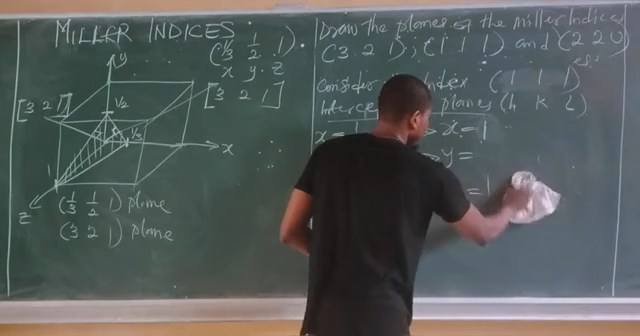 MILLER INDICES
(1/3 1/2 1)
x y z
y
[3 2 1]
1/2
[3 2 1]
1/3
x
1
z
(1/3 1/2 1) plane
(3 2 1) plane
Draw the planes of the miller Indices
(3 2 1); (1 1 1) and (2 2 0)
Consider Index (1 1 1)
planes (h k l)
x = 1 ⇒ x = 1
⇒ y =
= 1